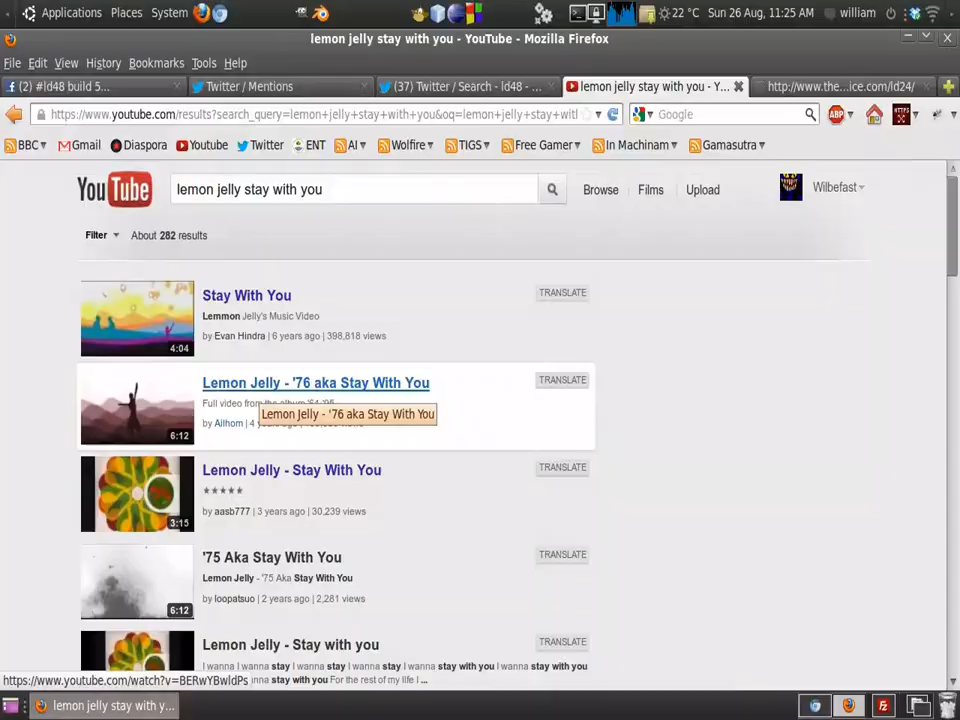 Applications Places System 22 °C Sun 26 Aug, 11:25 AM william
lemon jelly stay with you - YouTube - Mozilla Firefox
File Edit View History Bookmarks Tools Help
(2) #ld48 build 5... Twitter / Mentions (37) Twitter / Search - ld48 - ... lemon jelly stay with you - Y... http://www.the...ice.com/ld24/
https://www.youtube.com/results?search_query=lemon+jelly+stay+with+you&oq=lemon+jelly+stay+witl Google ABP HTTPS
BBC Gmail Diaspora Youtube Twitter ENT AI Wolfire TIGS Free Gamer In Machinam Gamasutra
YouTube lemon jelly stay with you Browse Films Upload Wilbefast
Filter About 282 results
Stay With You TRANSLATE
Lemmon Jelly's Music Video
by Evan Hindra | 6 years ago | 398,818 views
4:04
Lemon Jelly - '76 aka Stay With You TRANSLATE
Full video from the album '64-'95
Lemon Jelly - '76 aka Stay With You
by Ailhom | 4
6:12
Lemon Jelly - Stay With You TRANSLATE
★★★★★
by aasb777 | 3 years ago | 30,239 views
3:15
'75 Aka Stay With You TRANSLATE
Lemon Jelly - '75 Aka Stay With You
by loopatsuo | 2 years ago | 2,281 views
6:12
Lemon Jelly - Stay with you TRANSLATE
I wanna I wanna stay I wanna stay I wanna stay I wanna stay with you I wanna stay with you
wanna stay with you For the rest of my life I ...
https://www.youtube.com/watch?v=BERwYBwldPs
lemon jelly stay with y...